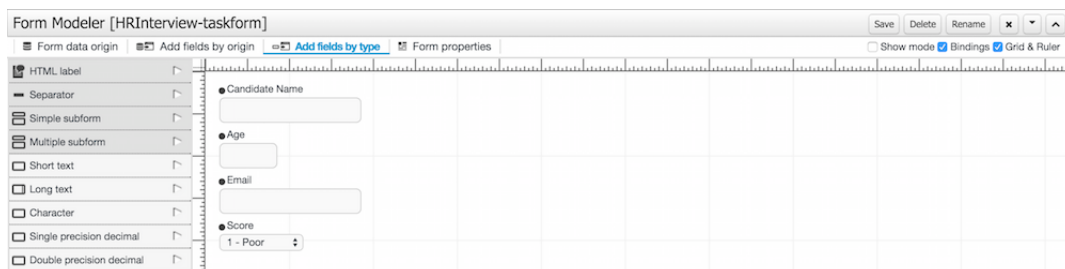 Form Modeler [HRInterview-taskform]
Save Delete Rename
Form data origin Add fields by origin Add fields by type Form properties
Show mode Bindings Grid & Ruler
HTML label
Separator
Simple subform
Multiple subform
Short text
Long text
Character
Single precision decimal
Double precision decimal
Candidate Name
Age
Email
Score
1 - Poor